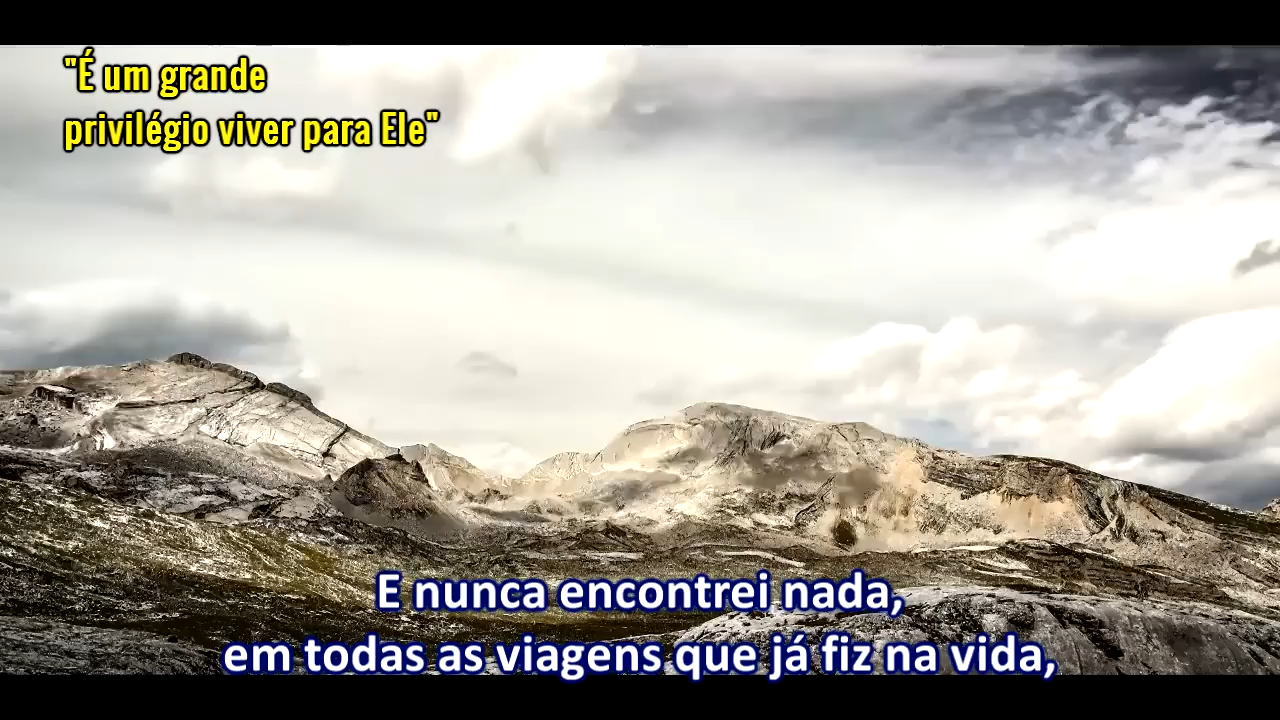 "É um grande
privilégio viver para Ele"
E nunca encontrei nada,
em todas as viagens que já fiz na vida,